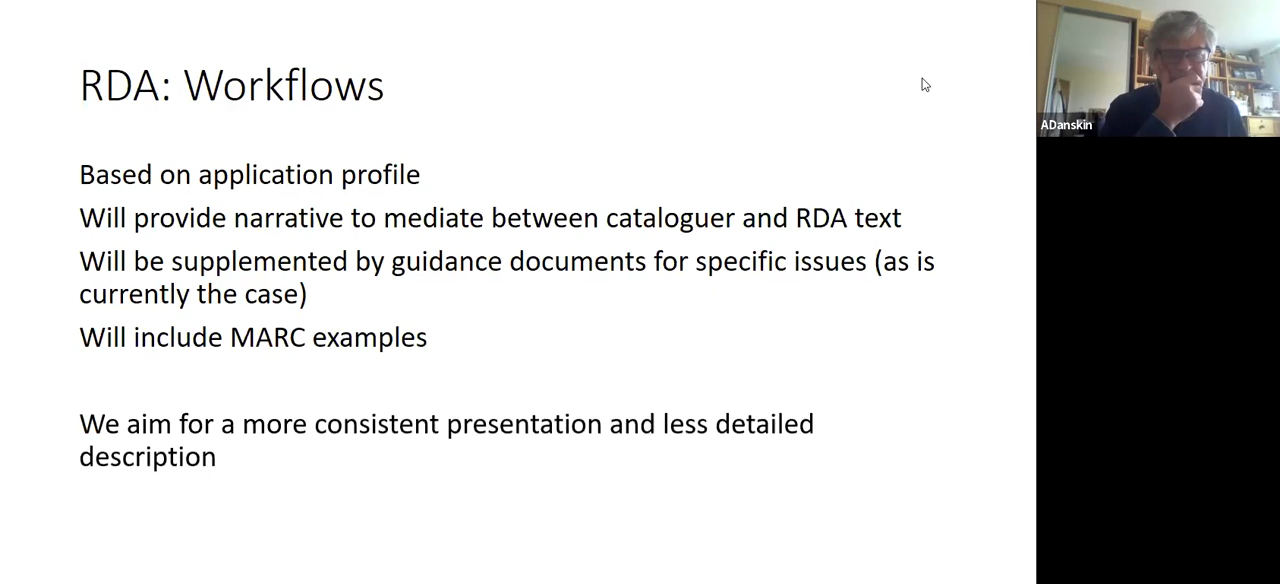 RDA: Workflows
Based on application profile
Will provide narrative to mediate between cataloguer and RDA text
Will be supplemented by guidance documents for specific issues (as is
currently the case)
Will include MARC examples
We aim for a more consistent presentation and less detailed
description
ADanskin